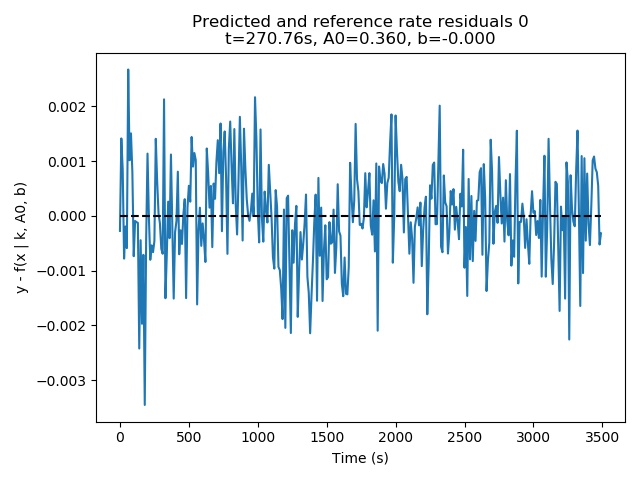 Predicted and reference rate residuals 0
t=270.76s, A0=0.360, b=-0.000
y - f(x | k, A0, b)
0.002
0.001
0.000
−0.001
−0.002
−0.003
0 500 1000 1500 2000 2500 3000 3500
Time (s)